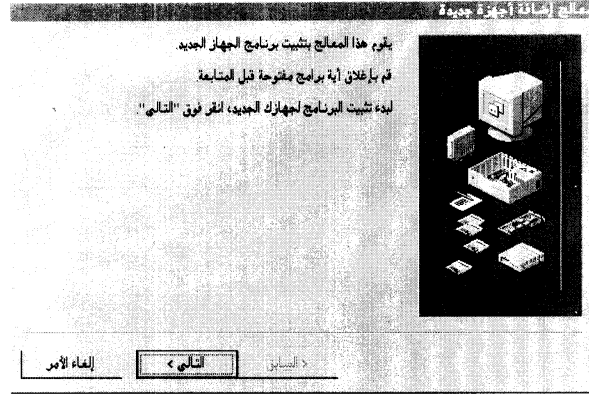 معالج إضافة أجهزة جديدة
يقوم هذا المعالج بتثبيت برنامج الجهاز الجديد.
قم بإغلاق أية برامج مفتوحة قبل المتابعة.
لبدء تثبيت البرنامج لجهازك الجديد، انقر فوق "التالي".
< السابق
التالي >
إلغاء الأمر